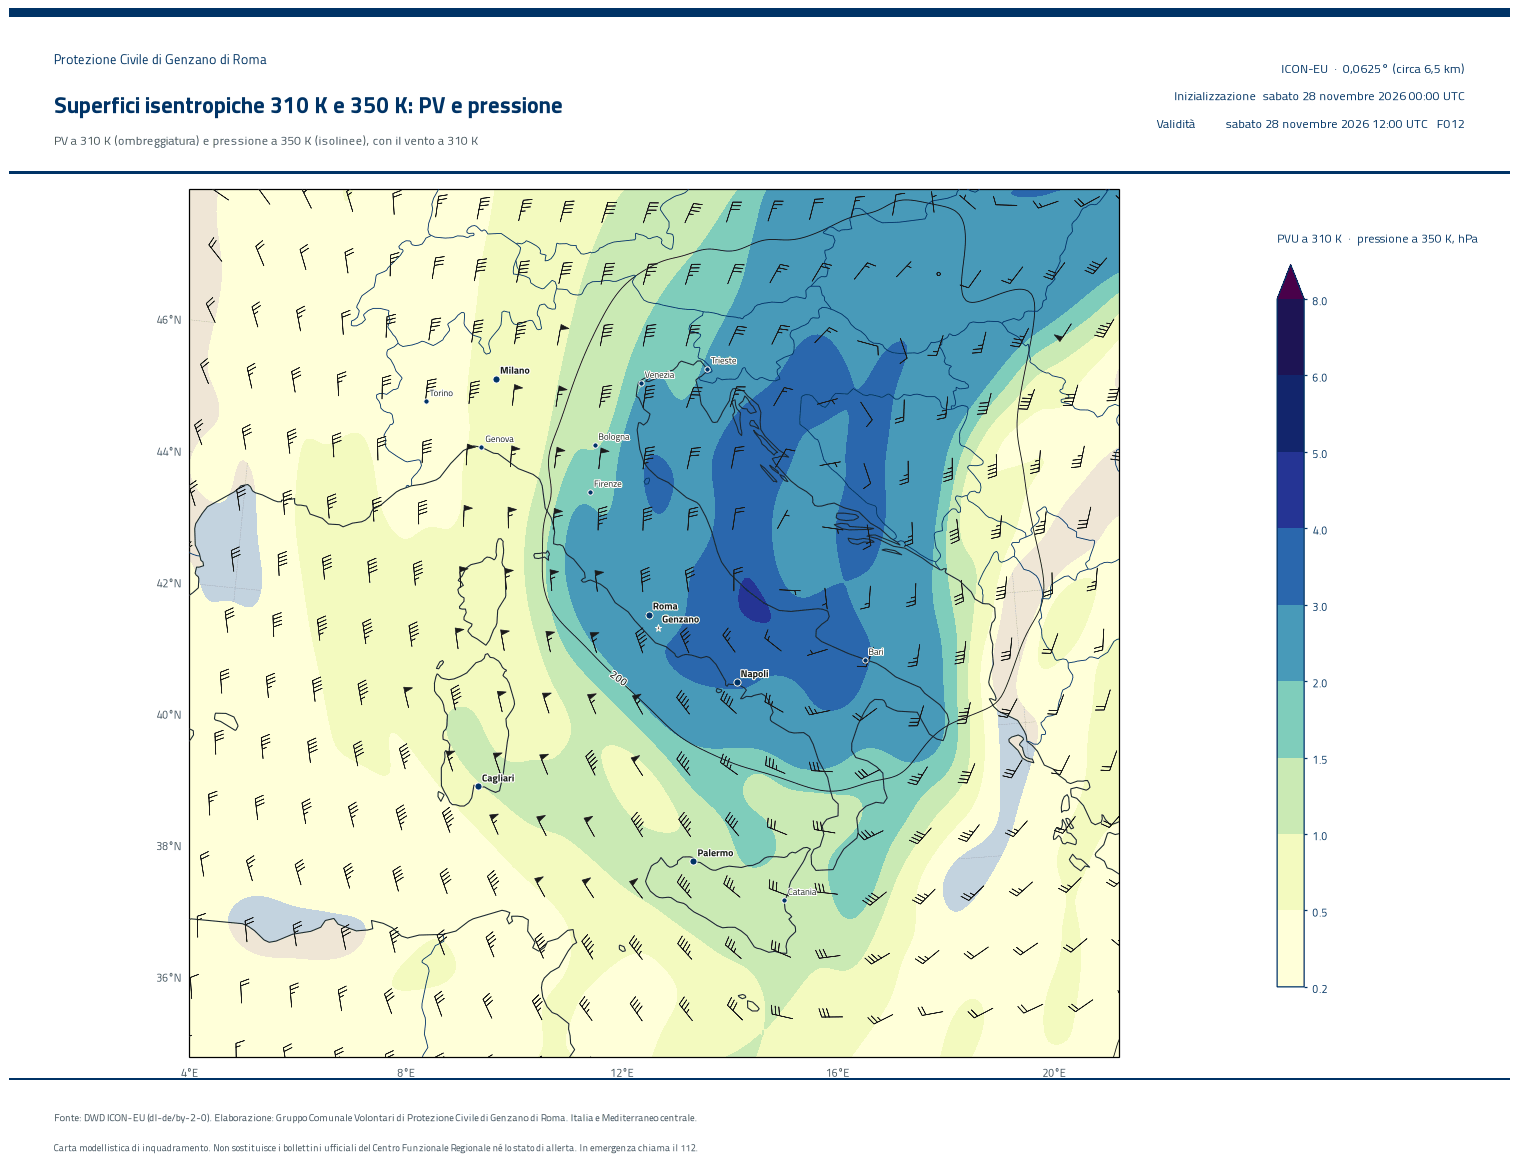 Protezione Civile di Genzano di Roma
Superfici isentropiche 310 K e 350 K: PV e pressione
PV a 310 K (ombreggiatura) e pressione a 350 K (isolinee), con il vento a 310 K
ICON-EU · 0,0625° (circa 6,5 km)
Inizializzazione sabato 28 novembre 2026 00:00 UTC
Validità sabato 28 novembre 2026 12:00 UTC F012
PVU a 310 K · pressione a 350 K, hPa
8.0
6.0
5.0
4.0
3.0
2.0
1.5
1.0
0.5
0.2
46°N
44°N
42°N
40°N
38°N
36°N
4°E
8°E
12°E
16°E
20°E
Trieste
Venezia
Milano
Torino
Genova
Bologna
Firenze
Roma
Genzano
Bari
Napoli
200
Cagliari
Palermo
Catania
Fonte: DWD ICON-EU (dl-de/by-2-0). Elaborazione: Gruppo Comunale Volontari di Protezione Civile di Genzano di Roma. Italia e Mediterraneo centrale.
Carta modellistica di inquadramento. Non sostituisce i bollettini ufficiali del Centro Funzionale Regionale né lo stato di allerta. In emergenza chiama il 112.